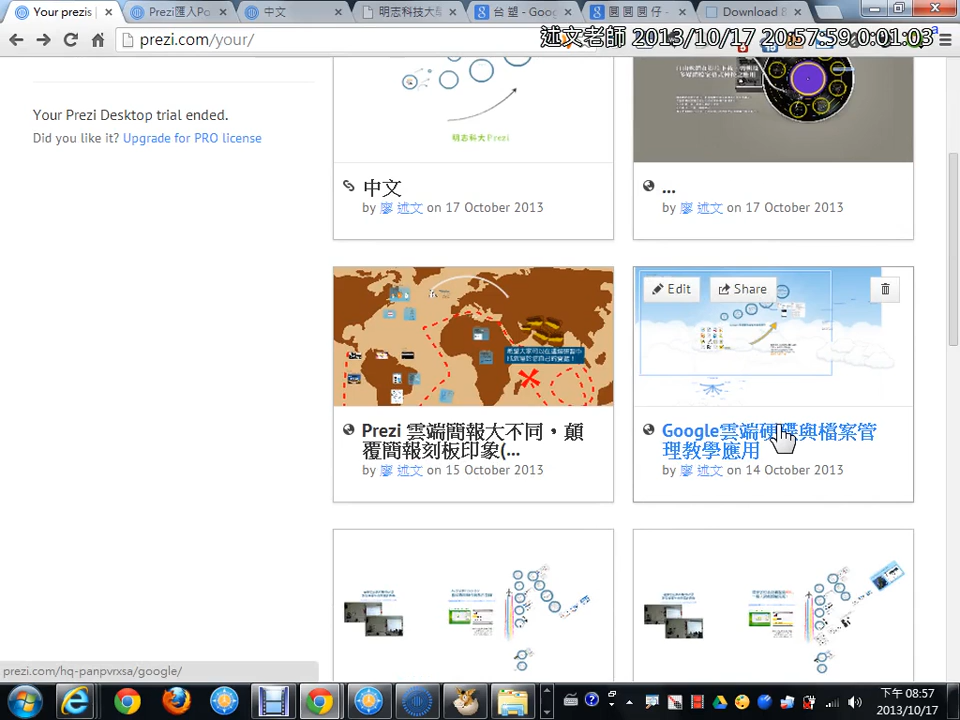 Your prezis
Prezi匯入Po
中文
明志科技大學
台 塑 - Goog
圈 圈 圈 仔 -
Download 8
prezi.com/your/
述文老師 2013/10/17 20:57:59 0:01:03
Your Prezi Desktop trial ended.
Did you like it? Upgrade for PRO license
明志科大Prezi
中文
by 廖 述文 on 17 October 2013
...
by 廖 述文 on 17 October 2013
Edit
Share
Prezi 雲端簡報大不同，顛
覆簡報刻板印象(...
by 廖 述文 on 15 October 2013
Google雲端硬碟與檔案管
理教學應用
by 廖 述文 on 14 October 2013
prezi.com/hq-panpvrxsa/google/
下午 08:57
2013/10/17